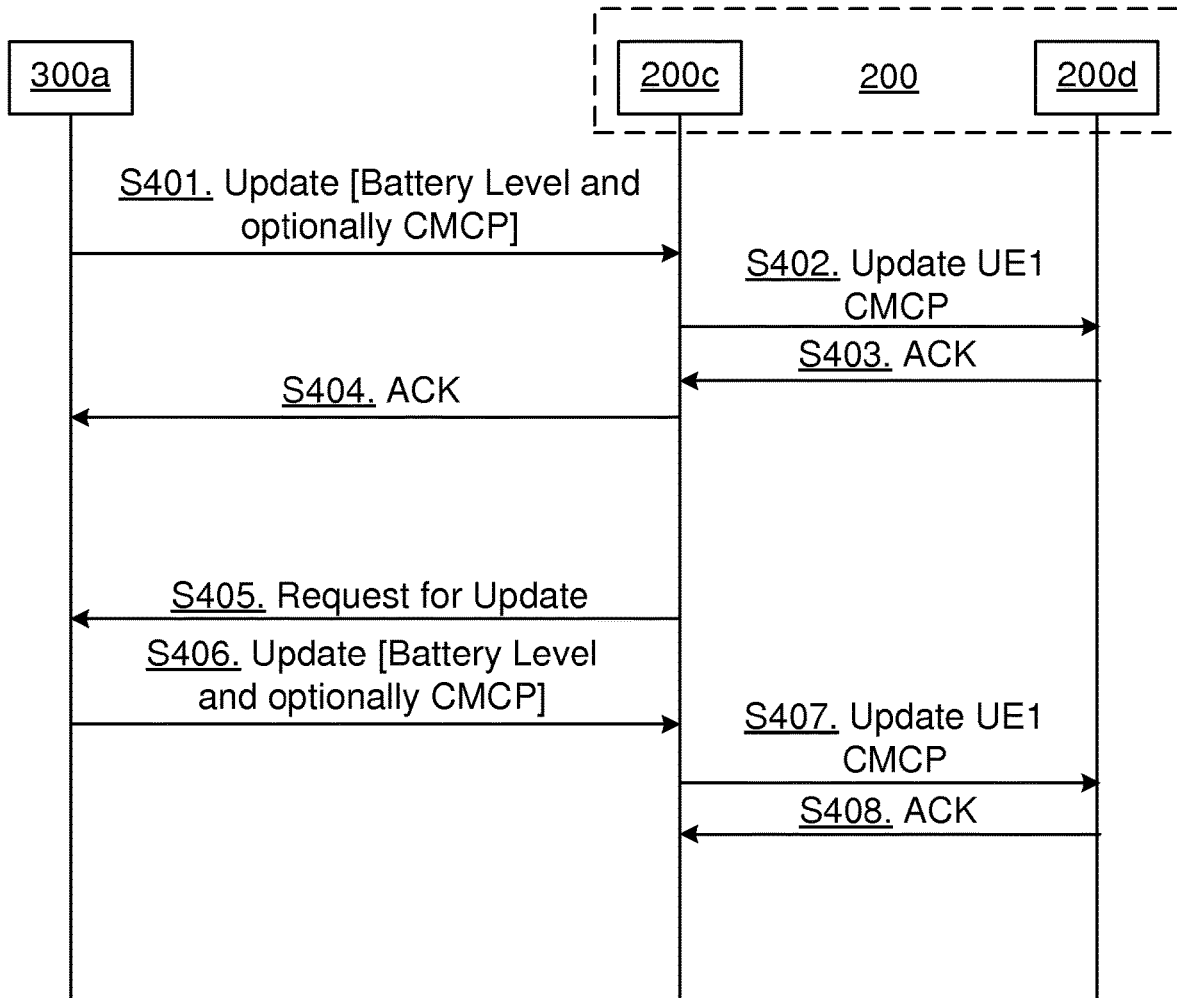 300a
200c
200
200d
S401. Update [Battery Level and
optionally CMCP]
S402. Update UE1
CMCP
S403. ACK
S404. ACK
S405. Request for Update
S406. Update [Battery Level
and optionally CMCP]
S407. Update UE1
CMCP
S408. ACK